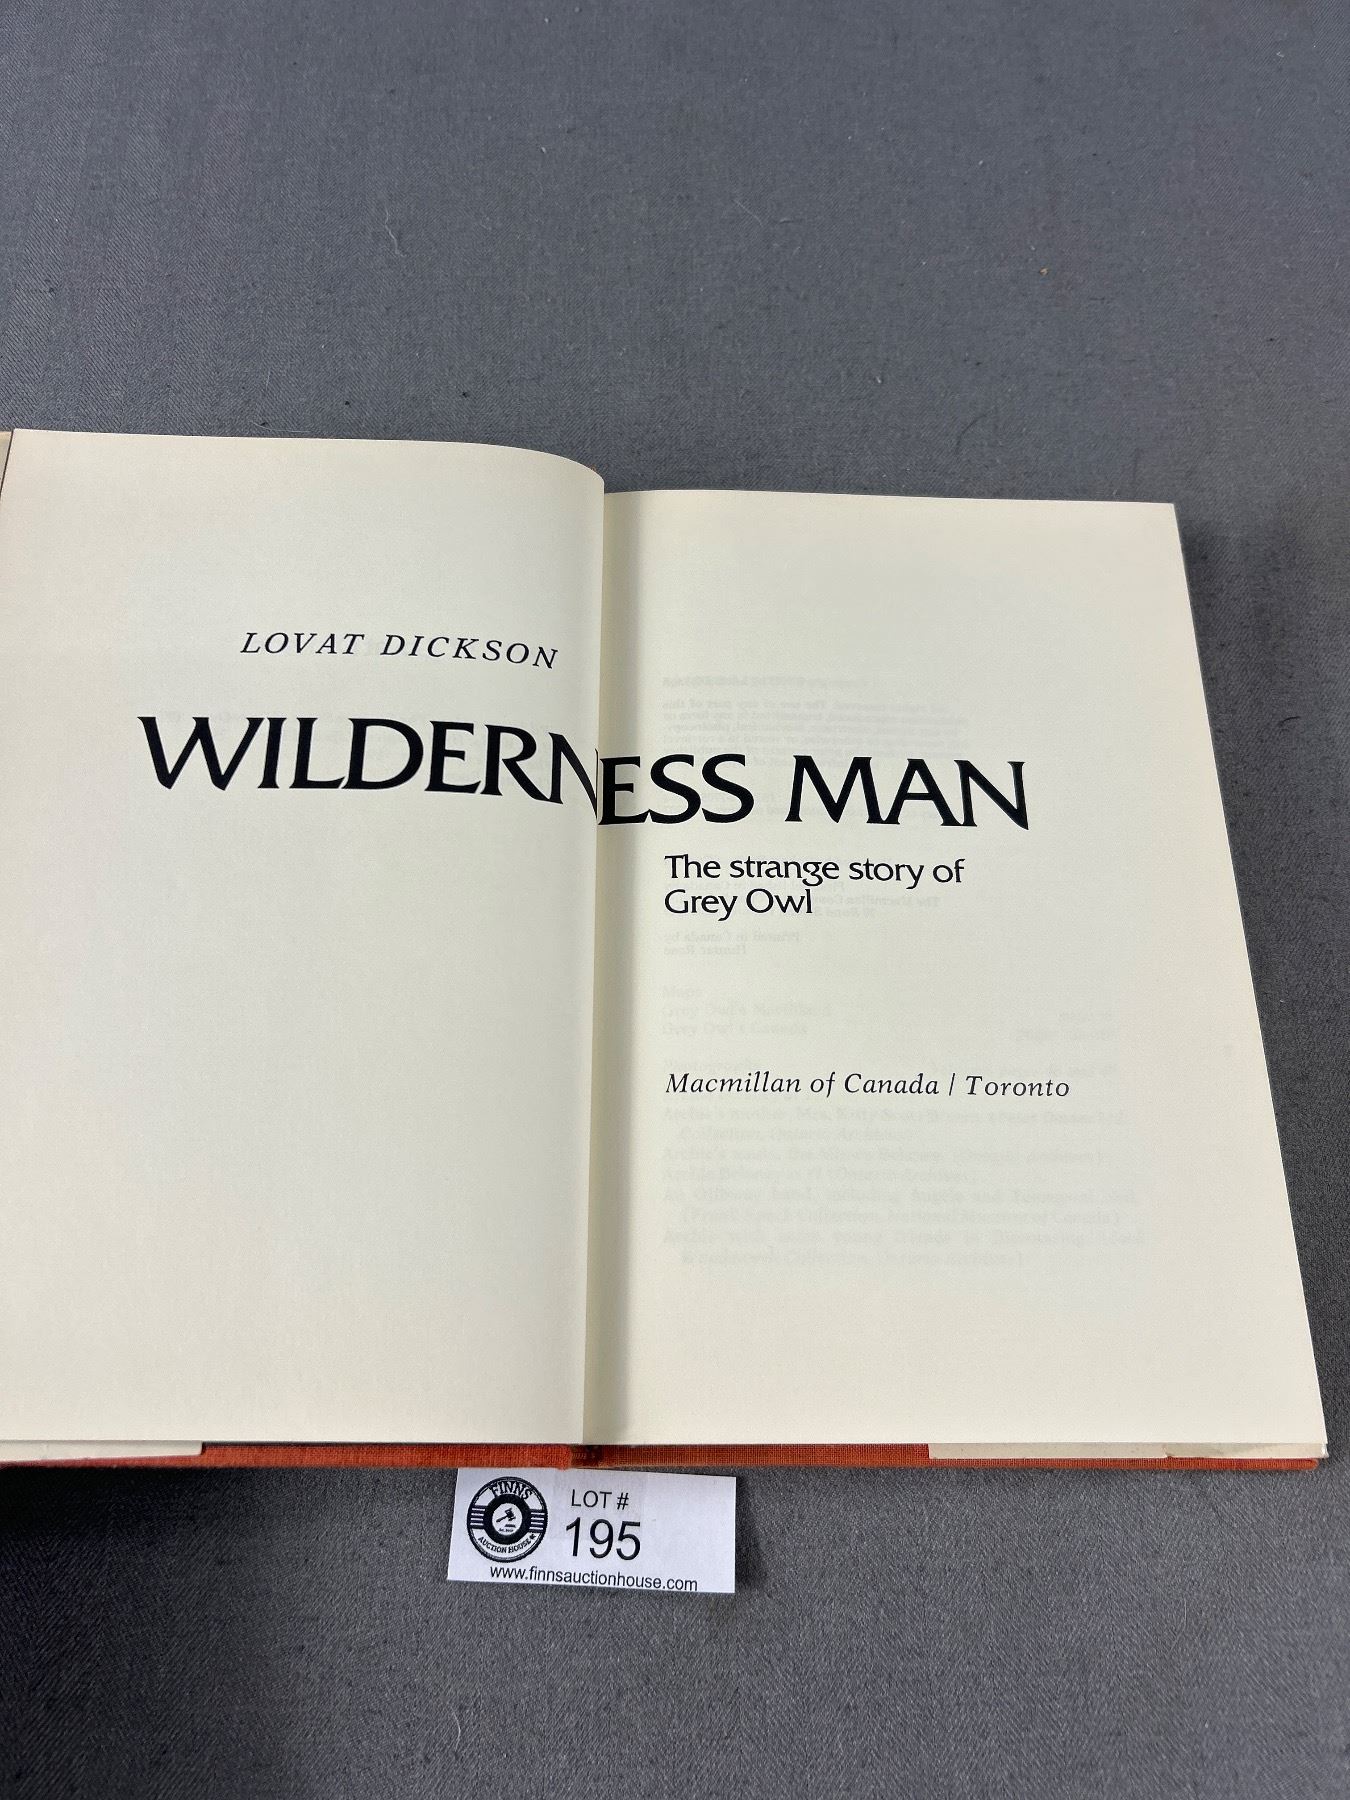 LOVAT DICKSON
WILDERNESS MAN
The strange story of
Grey Owl
Macmillan of Canada / Toronto
FINNS
AUCTION HOUSE
LOT #
195
www.finnsauctionhouse.com